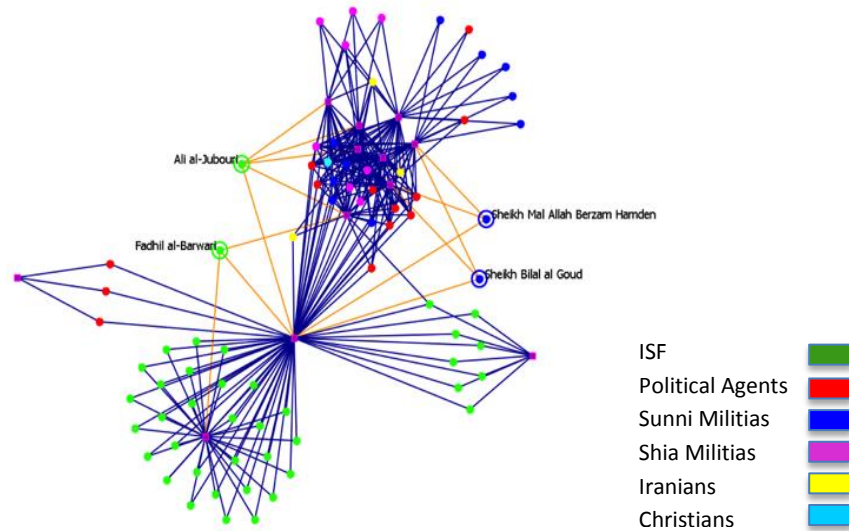 Ali al-Jubouri
Sheikh Mal Allah Berzam Hamden
Fadhil al-Barwari
Sheikh Bilal al Goud
ISF
Political Agents
Sunni Militias
Shia Militias
Iranians
Christians